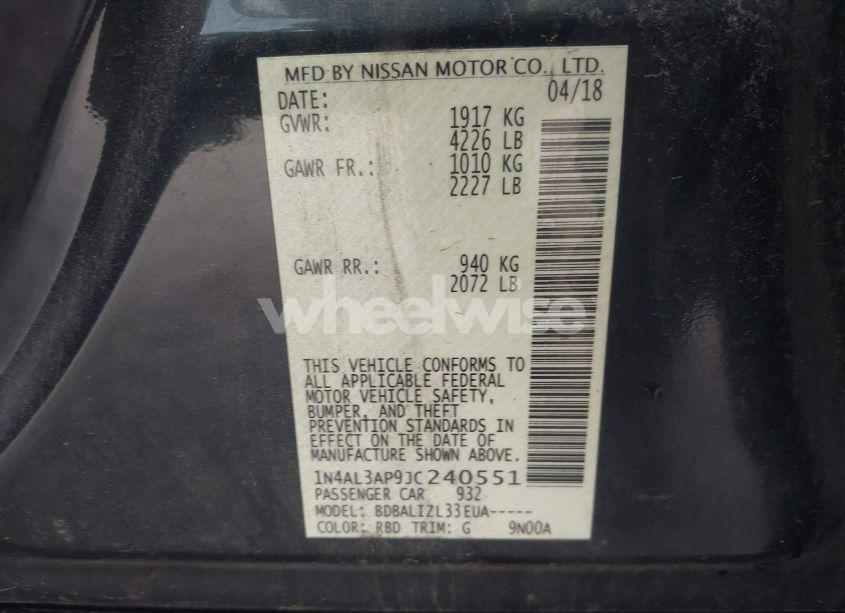 MFD BY NISSAN MOTOR CO., LTD.
DATE: 04/18
GVWR: 1917 KG
4226 LB
GAWR FR.: 1010 KG
2227 LB
GAWR RR.: 940 KG
2072 LB
wheelwise
THIS VEHICLE CONFORMS TO
ALL APPLICABLE FEDERAL
MOTOR VEHICLE SAFETY,
BUMPER, AND THEFT
PREVENTION STANDARDS IN
EFFECT ON THE DATE OF
MANUFACTURE SHOWN ABOVE.
1N4AL3AP9JC240551
PASSENGER CAR 932
MODEL: BDBALIZL33EUA-----
COLOR: RBD TRIM: G 9N00A